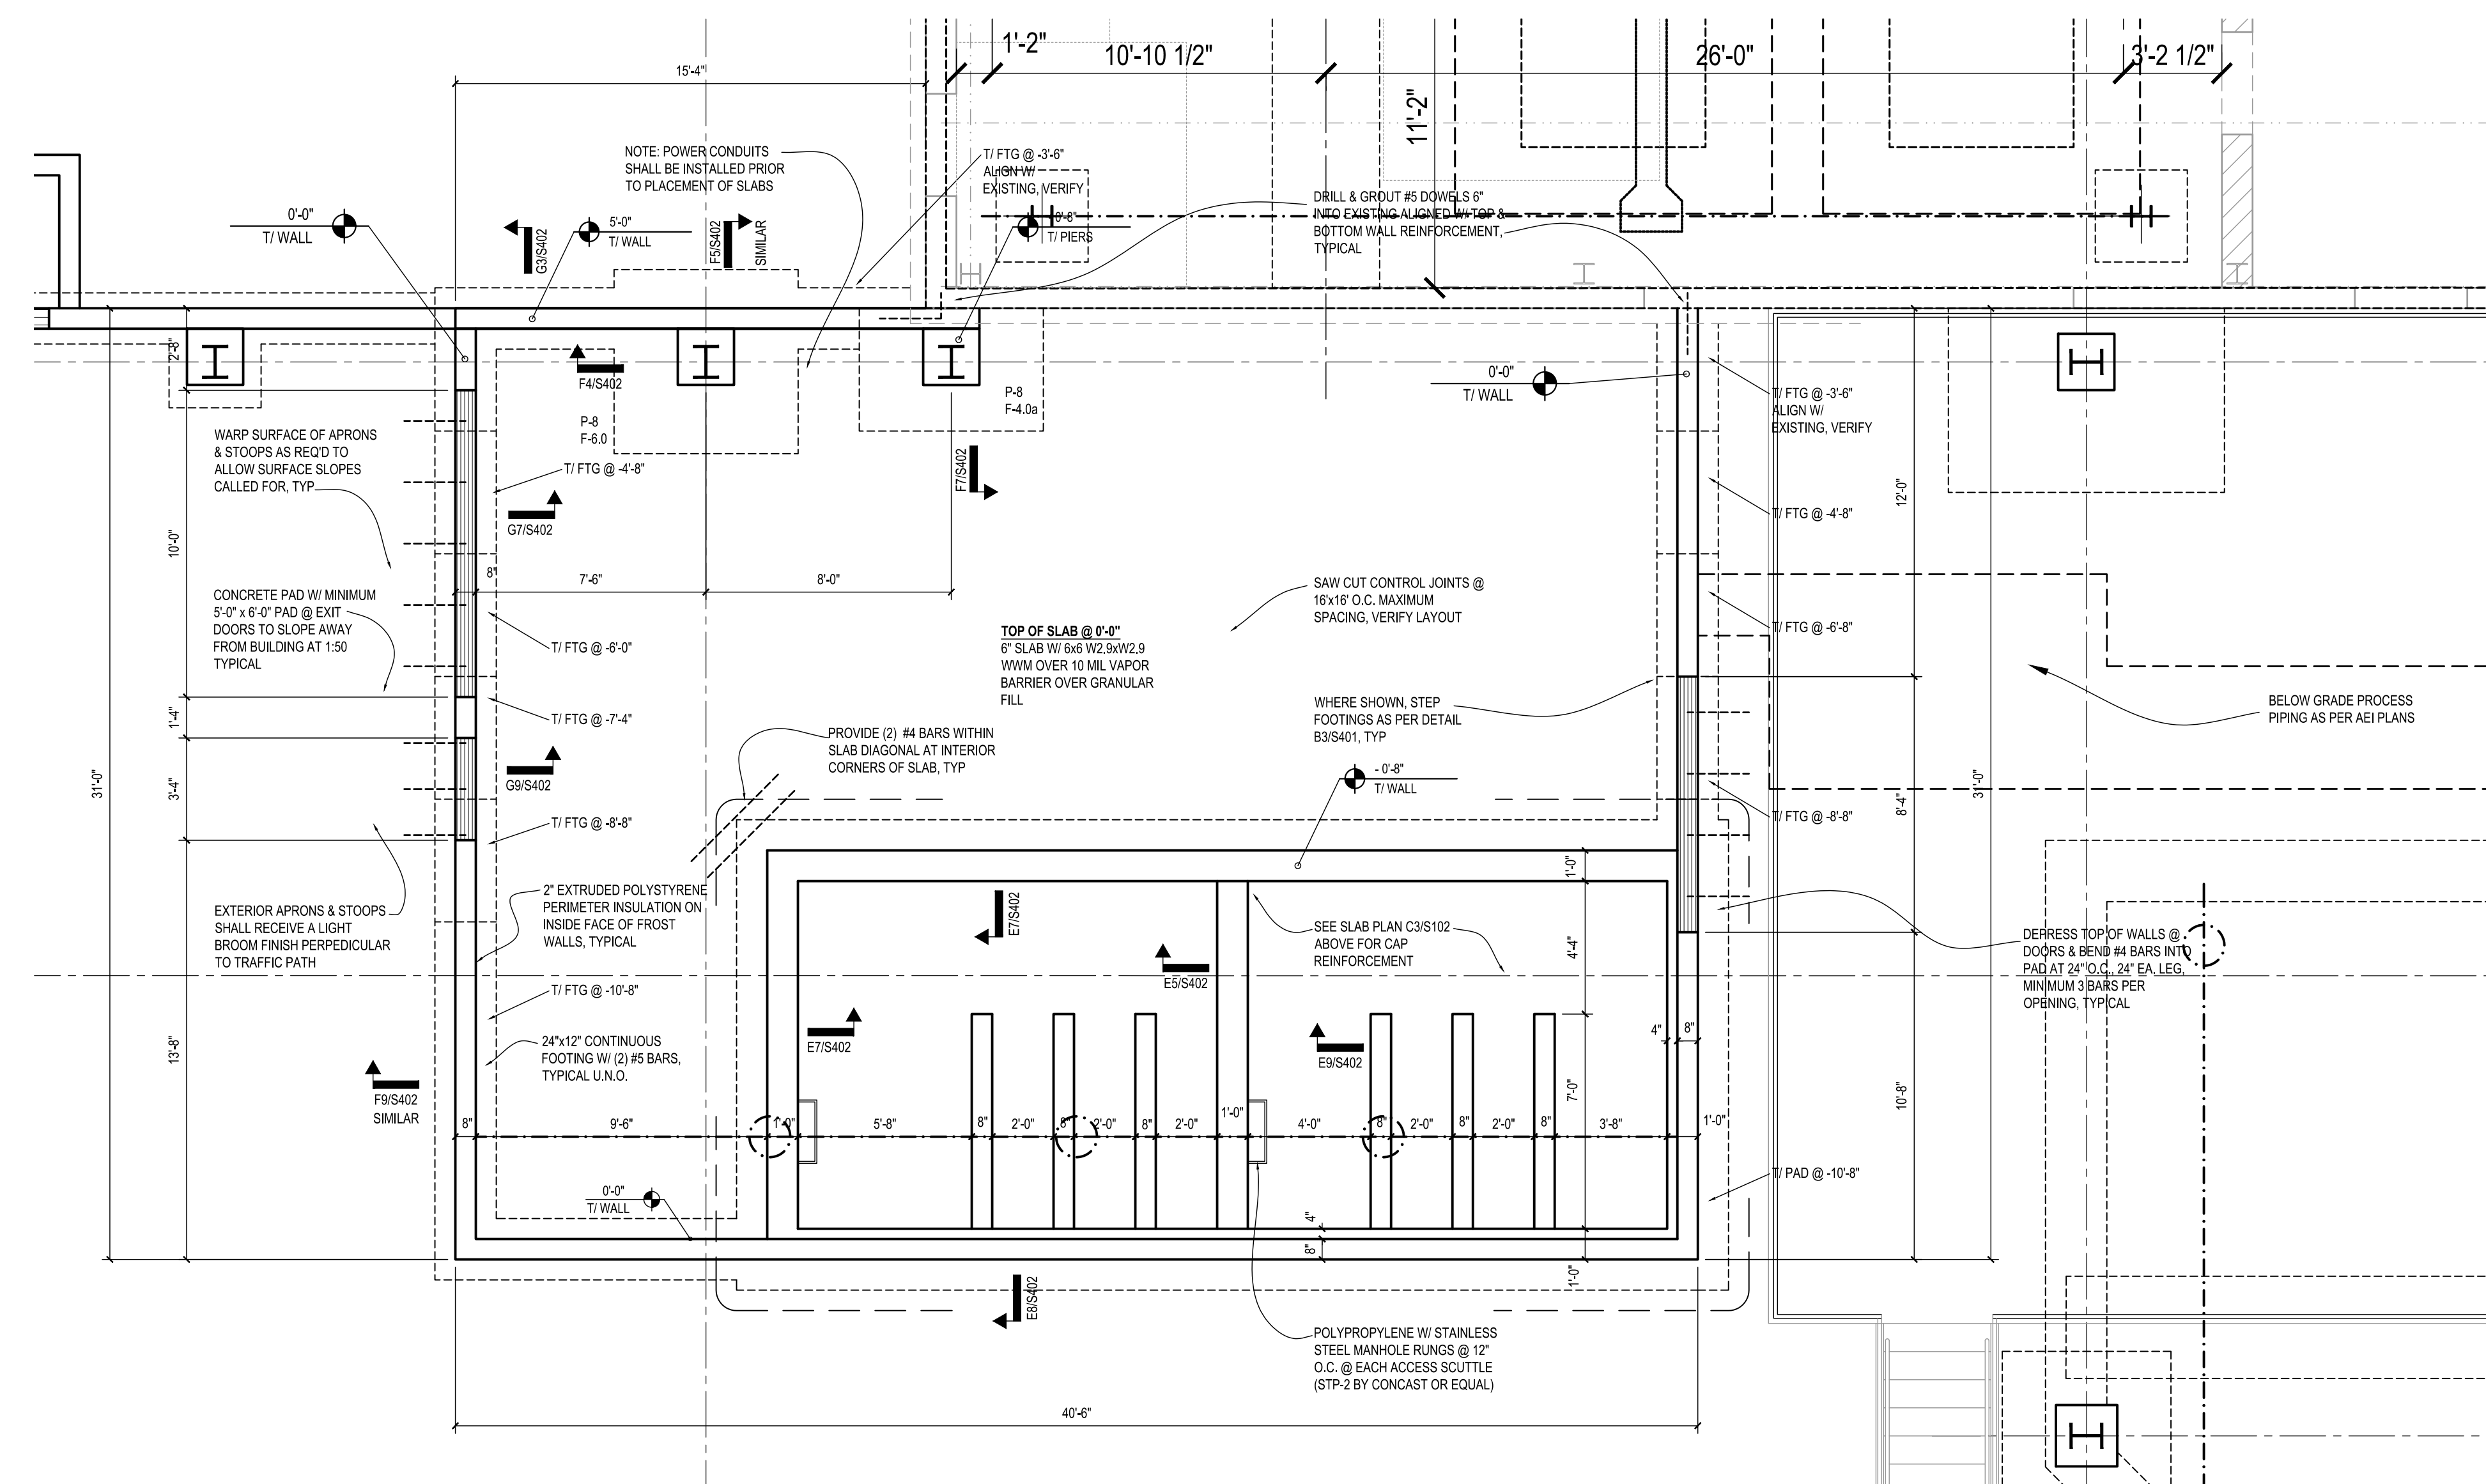 1'-2"
10'-10 1/2"
26'-0"
3'-2 1/2"
15'-4"
11'-2"
NOTE: POWER CONDUITS
SHALL BE INSTALLED PRIOR
TO PLACEMENT OF SLABS
T/ FTG @ -3'-6"
ALIGN W/
EXISTING, VERIFY
- 0'-8"
T/ PIERS
DRILL & GROUT #5 DOWELS 6"
INTO EXISTING ALIGNED W/ TOP &
BOTTOM WALL REINFORCEMENT,
TYPICAL
0'-0"
T/ WALL
G3/S402
5'-0"
T/ WALL
F5/S402
SIMILAR
2'-8"
F4/S402
P-8
F-6.0
P-8
F-4.0a
0'-0"
T/ WALL
T/ FTG @ -3'-6"
ALIGN W/
EXISTING, VERIFY
WARP SURFACE OF APRONS
& STOOPS AS REQ'D TO
ALLOW SURFACE SLOPES
CALLED FOR, TYP
T/ FTG @ -4'-8"
F7/S402
G7/S402
12'-0"
T/ FTG @ -4'-8"
10'-0"
8"
7'-6"
8'-0"
CONCRETE PAD W/ MINIMUM
5'-0" x 6'-0" PAD @ EXIT
DOORS TO SLOPE AWAY
FROM BUILDING AT 1:50
TYPICAL
SAW CUT CONTROL JOINTS @
16'x16' O.C. MAXIMUM
SPACING, VERIFY LAYOUT
T/ FTG @ -6'-8"
T/ FTG @ -6'-0"
TOP OF SLAB @ 0'-0"
6" SLAB W/ 6x6 W2.9xW2.9
WWM OVER 10 MIL VAPOR
BARRIER OVER GRANULAR
FILL
WHERE SHOWN, STEP
FOOTINGS AS PER DETAIL
B3/S401, TYP
BELOW GRADE PROCESS
PIPING AS PER AEI PLANS
1'-4"
T/ FTG @ -7'-4"
PROVIDE (2) #4 BARS WITHIN
SLAB DIAGONAL AT INTERIOR
CORNERS OF SLAB, TYP
31'-0"
3'-4"
G9/S402
- 0'-8"
T/ WALL
8'-4"
31'-0"
T/ FTG @ -8'-8"
T/ FTG @ -8'-8"
1'-0"
EXTERIOR APRONS & STOOPS
SHALL RECEIVE A LIGHT
BROOM FINISH PERPEDICULAR
TO TRAFFIC PATH
2" EXTRUDED POLYSTYRENE
PERIMETER INSULATION ON
INSIDE FACE OF FROST
WALLS, TYPICAL
E7/S402
SEE SLAB PLAN C3/S102
ABOVE FOR CAP
REINFORCEMENT
4'-4"
DEPRESS TOP OF WALLS @
DOORS & BEND #4 BARS INTO
PAD AT 24" O.C., 24" EA. LEG,
MINIMUM 3 BARS PER
OPENING, TYPICAL
E5/S402
T/ FTG @ -10'-8"
E7/S402
E9/S402
4"
8"
13'-8"
24"x12" CONTINUOUS
FOOTING W/ (2) #5 BARS,
TYPICAL U.N.O.
F9/S402
SIMILAR
7'-0"
10'-8"
8"
9'-6"
1'-0"
5'-8"
8"
2'-0"
8"
2'-0"
8"
2'-0"
1'-0"
4'-0"
8"
2'-0"
8"
2'-0"
8"
3'-8"
1'-0"
T/ PAD @ -10'-8"
0'-0"
T/ WALL
4"
8"
1'-0"
E8/S402
POLYPROPYLENE W/ STAINLESS
STEEL MANHOLE RUNGS @ 12"
O.C. @ EACH ACCESS SCUTTLE
(STP-2 BY CONCAST OR EQUAL)
40'-6"